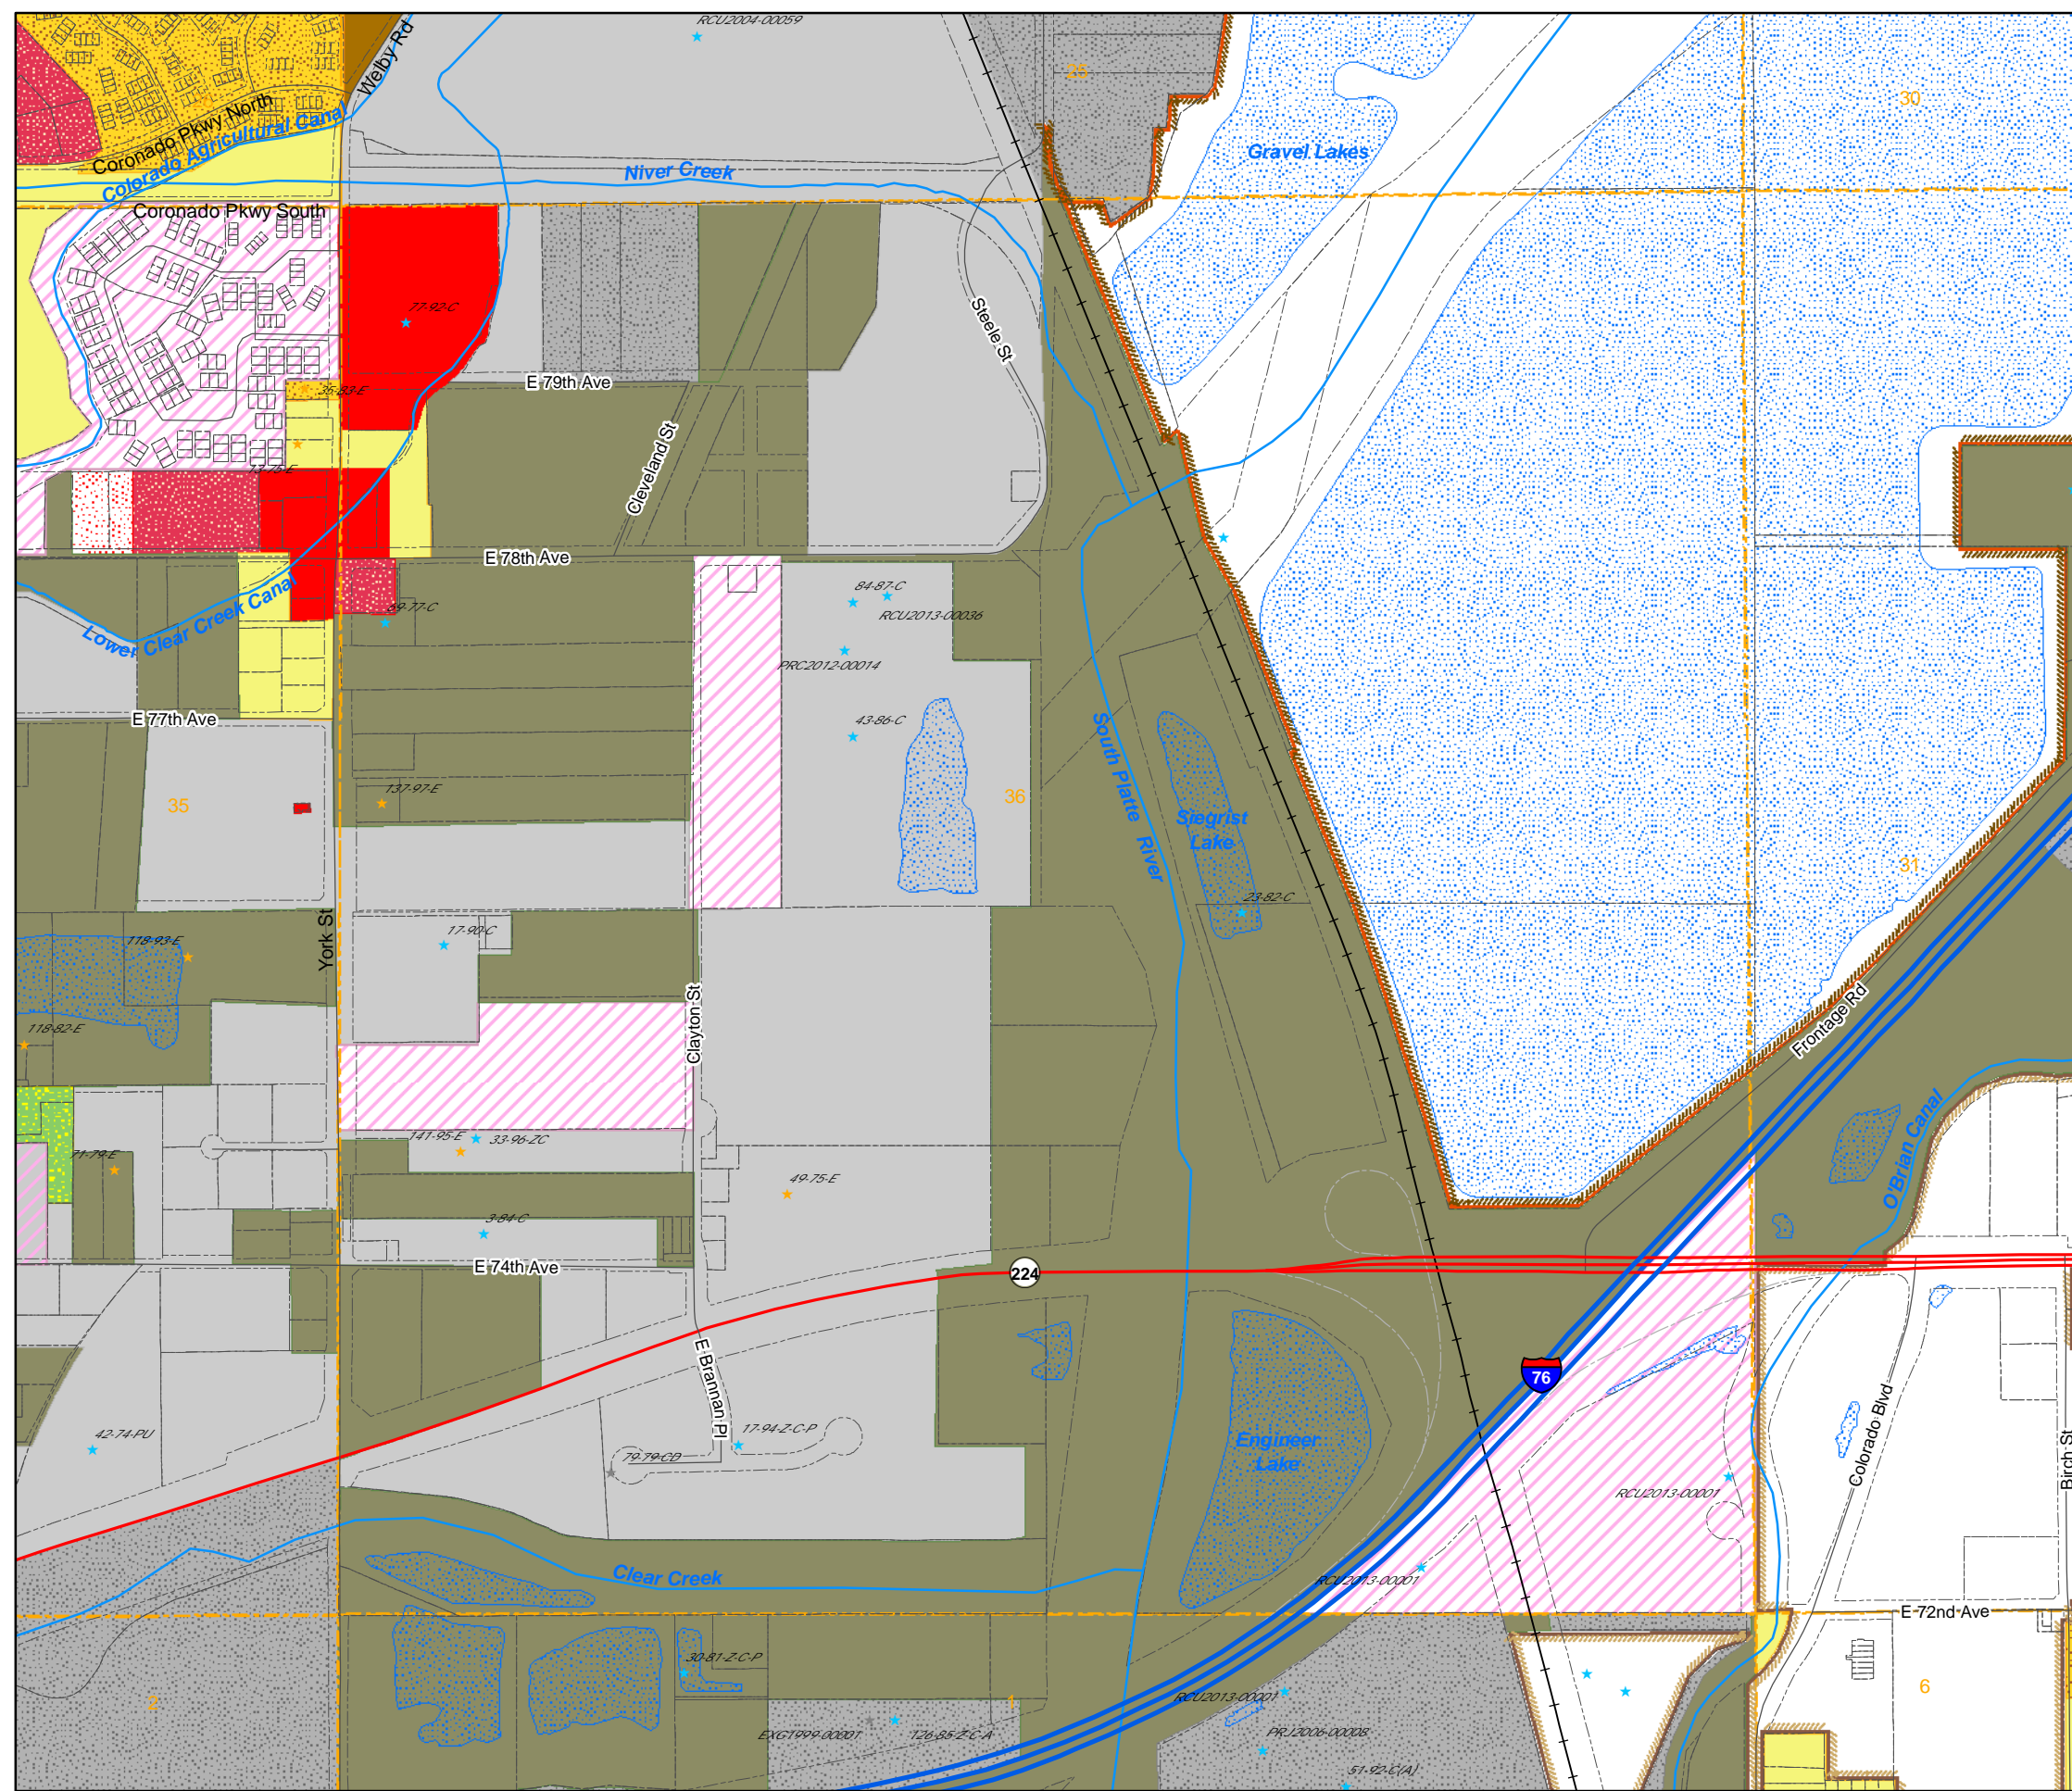 RCU2004-00059
Welby Rd
25
30
Coronado Pkwy North
Colorado Agricultural Canal
Niver Creek
Gravel Lakes
Coronado Pkwy South
77-92-C
Steele St
E 79th Ave
35-83-E
Cleveland St
13-75-E
E 78th Ave
Lower Clear Creek Canal
69-77-C
84-87-C
RCU2013-00036
PRC2012-00014
E 77th Ave
43-86-C
South Platte River
137-97-E
35
36
Siegrist
Lake
31
23-82-C
118-93-E
York St
17-90-C
Clayton St
Frontage Rd
118-82-E
O'Brian Canal
141-95-E
33-96-ZC
71-79-E
49-75-E
3-84-C
E 74th Ave
224
E Brannan Pl
76
Colorado Blvd
Birch St
42-74-PU
17-94-Z-C-P
79-79-CD
Engineer
Lake
RCU2013-00001
RCU2013-00001
Clear Creek
E 72nd Ave
30-81-Z-C-P
2
1
6
RCU2013-00001
EXG1999-00001
126-85-Z-C-A
PRJ2006-00008
51-92-C(A)